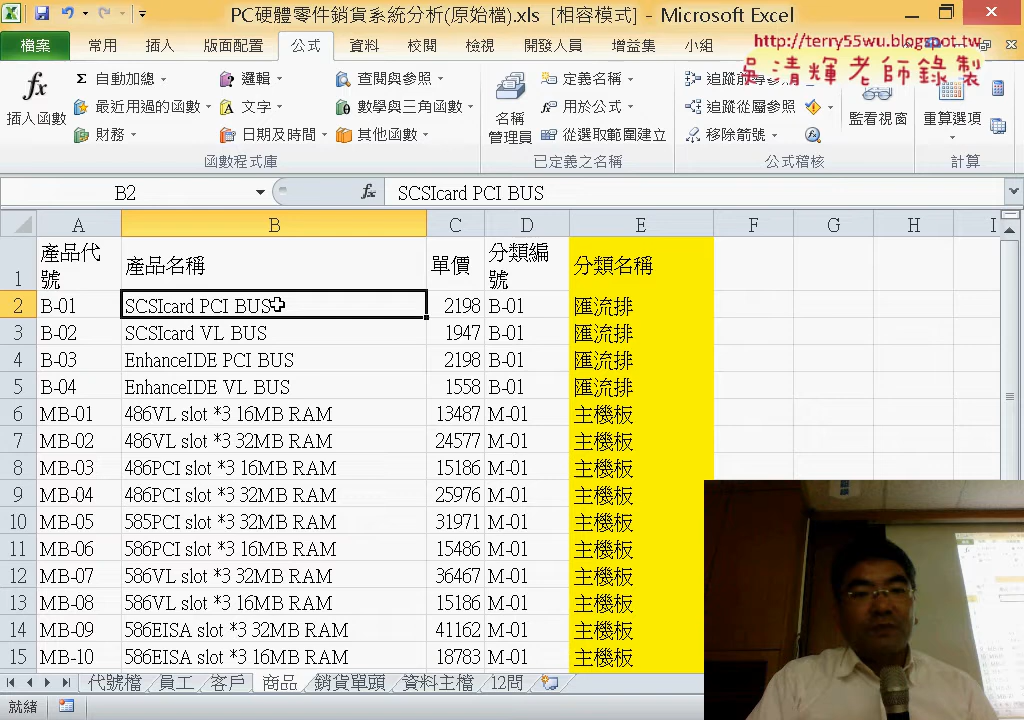 PC硬體零件銷貨系統分析(原始檔).xls [相容模式] - Microsoft Excel
檔案 常用 插入 版面配置 公式 資料 校閱 檢視 開發人員 增益集 小組
http://terry55wu.blogspot.tw
吳清輝老師錄製
fx Σ 自動加總 邏輯 查閱與參照 定義名稱
插入函數 最近用過的函數 文字 數學與三角函數 名稱管理員 用於公式 追蹤從屬參照 監看視窗 重算選項
財務 日期及時間 其他函數 從選取範圍建立 移除箭號
函數程式庫 已定義之名稱 公式稽核 計算
B2 fx SCSIcard PCI BUS
A B C D E F G H I
1 產品代號 產品名稱 單價 分類編號 分類名稱
2 B-01 SCSIcard PCI BUS 2198 B-01 匯流排
3 B-02 SCSIcard VL BUS 1947 B-01 匯流排
4 B-03 EnhanceIDE PCI BUS 2198 B-01 匯流排
5 B-04 EnhanceIDE VL BUS 1558 B-01 匯流排
6 MB-01 486VL slot *3 16MB RAM 13487 M-01 主機板
7 MB-02 486VL slot *3 32MB RAM 24577 M-01 主機板
8 MB-03 486PCI slot *3 16MB RAM 15186 M-01 主機板
9 MB-04 486PCI slot *3 32MB RAM 25976 M-01 主機板
10 MB-05 585PCI slot *3 32MB RAM 31971 M-01 主機板
11 MB-06 586PCI slot *3 16MB RAM 15486 M-01 主機板
12 MB-07 586VL slot *3 32MB RAM 36467 M-01 主機板
13 MB-08 586VL slot *3 16MB RAM 15186 M-01 主機板
14 MB-09 586EISA slot *3 32MB RAM 41162 M-01 主機板
15 MB-10 586EISA slot *3 16MB RAM 18783 M-01 主機板
代號檔 員工 客戶 商品 銷貨單頭 資料主檔 12問
就緒